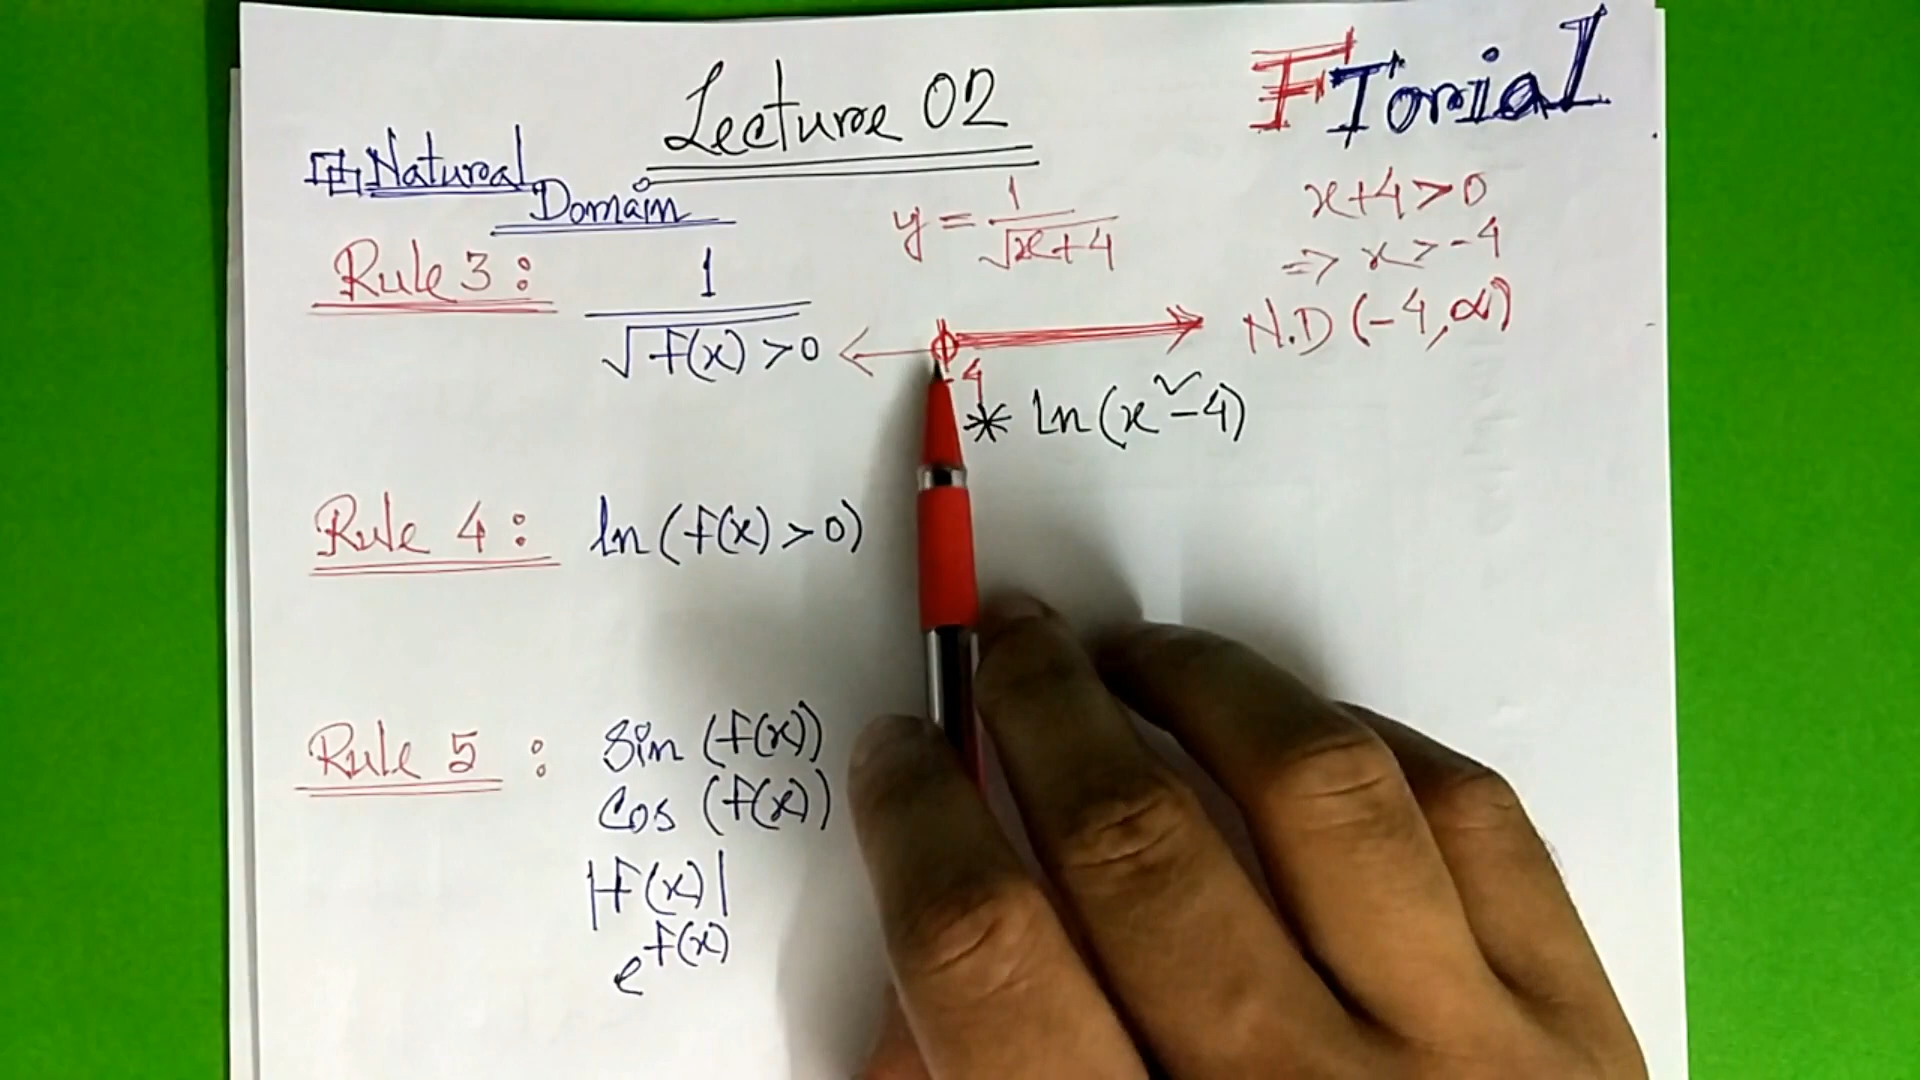 Lecture 02
FTorial
Natural
Domain
Rule 3:
1/√f(x) > 0
y = 1/√x+4
x+4 > 0
⇒ x > -4
N.D (-4, ∝)
-4
* ln(x²-4)
Rule 4: ln(f(x) > 0)
Rule 5: Sin (f(x))
Cos (f(x))
|f(x)|
e^f(x)